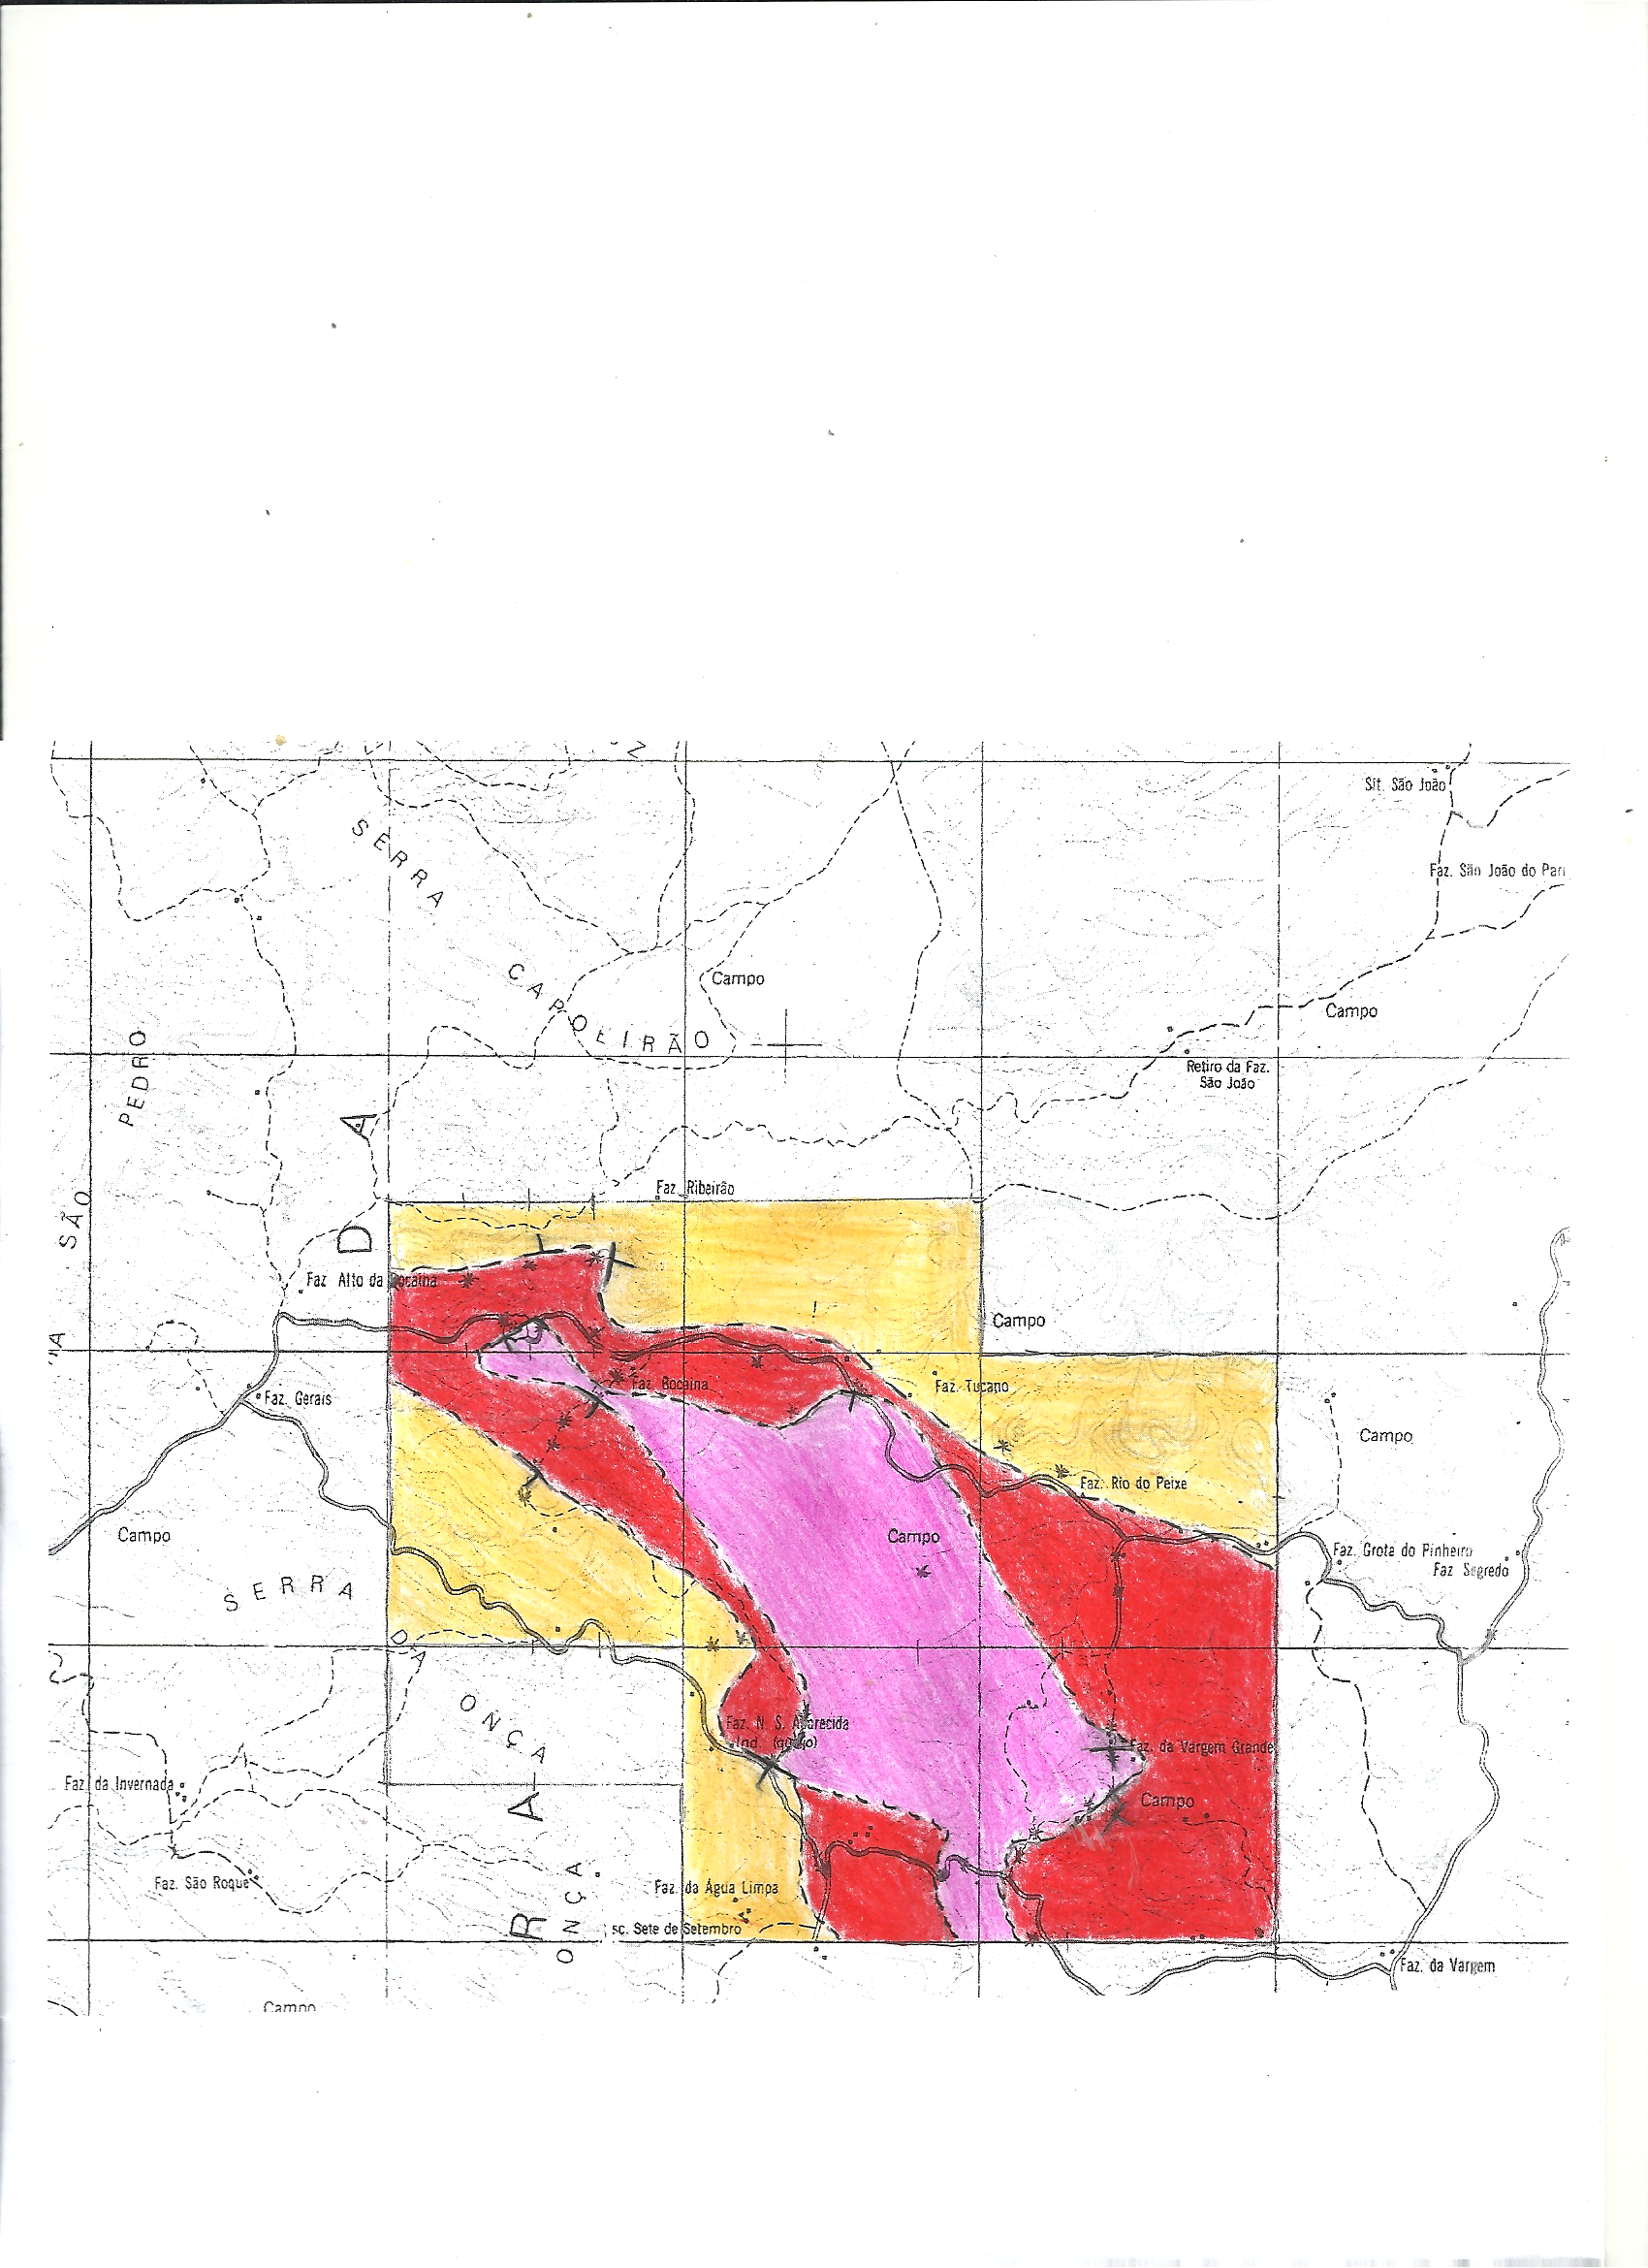 Sít. São João
SERRA
Faz. São João do Pari
CAPOEIRÃO
Campo
Campo
PEDRO
Retiro da Faz.
São João
A
Faz. Ribeirão
SÃO
D
Faz Alto da Bocaina
Campo
Faz. Bocaina
Faz. Tucano
Faz. Gerais
Campo
Faz. Rio do Peixe
Campo
Campo
Faz. Grota do Pinheiro
Faz Segredo
SERRA
DA
ONÇA
Faz. N. S. Aparecida
Ind. (queijo)
Faz. da Vargem Grande
Faz. da Invernada
A
Campo
Faz. São Roque
Faz. da Água Limpa
ONÇA
R
sc. Sete de Setembro
Faz. da Vargem
Campo